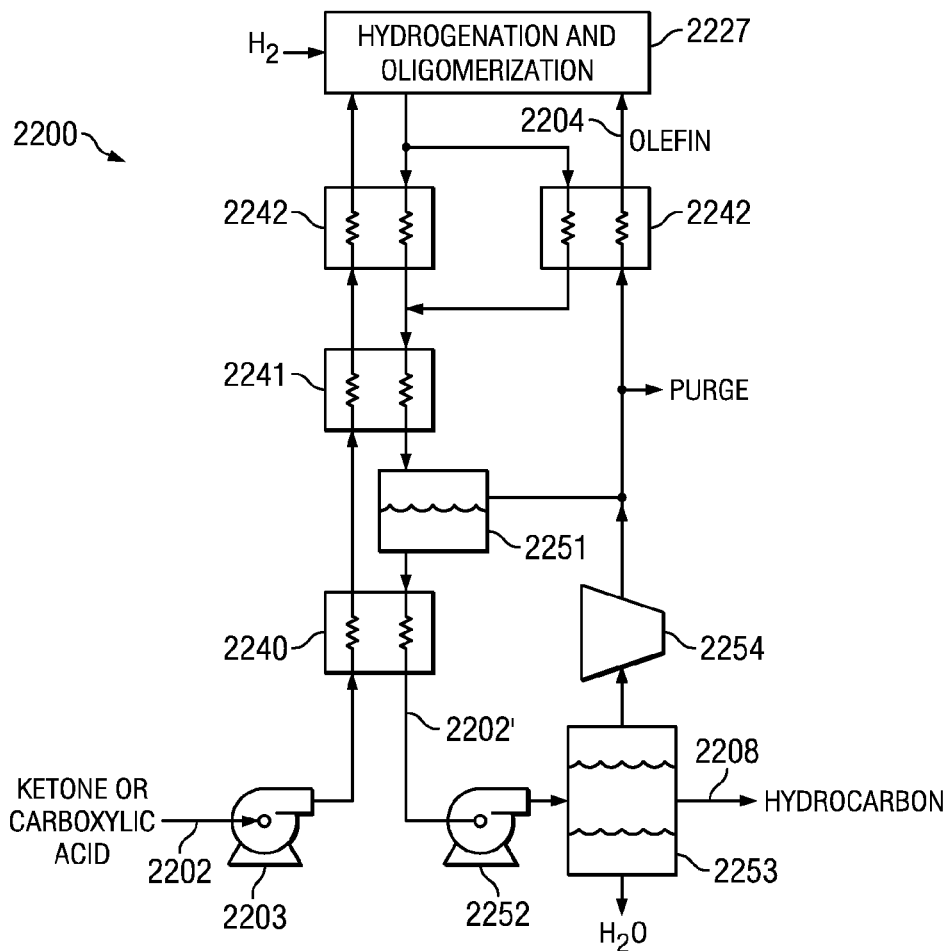 H2
HYDROGENATION AND
OLIGOMERIZATION
2227
2200
2204
OLEFIN
2242
2242
2241
PURGE
2251
2240
2254
2202'
2208
KETONE OR
CARBOXYLIC
ACID
HYDROCARBON
2202
2203
2252
2253
H2O